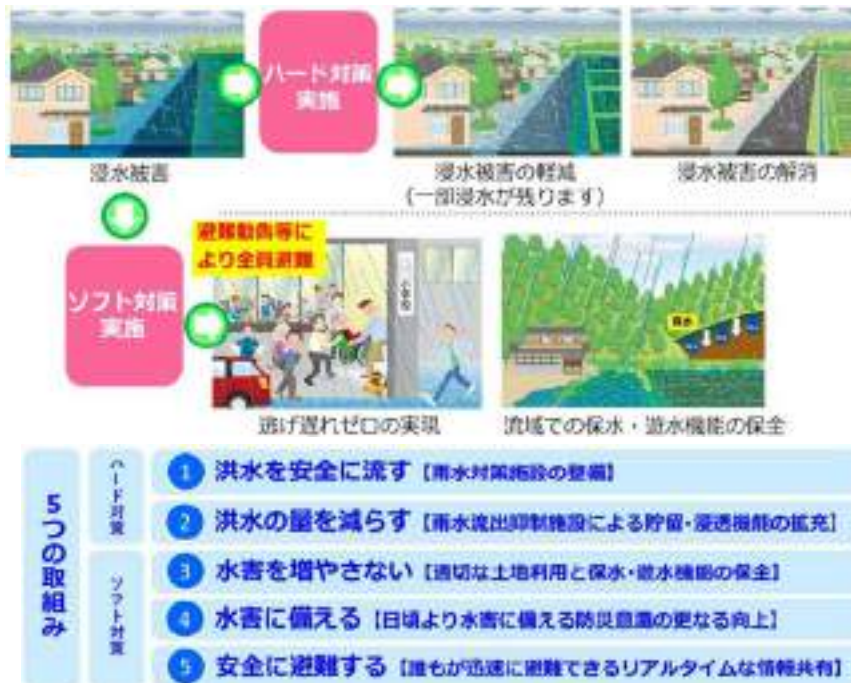 ハード対策
実施
浸水被害
浸水被害の軽減
(一部浸水が残ります)
浸水被害の解消
避難勧告等に
より全員避難
ソフト対策
実施
逃げ遅れゼロの実現
流域での保水・遊水機能の保全
5つの取組み
ハード対策
1 洪水を安全に流す【雨水対策施設の整備】
2 洪水の量を減らす【雨水流出抑制施設による貯留・浸透機能の拡充】
ソフト対策
3 水害を増やさない【適切な土地利用と保水・遊水機能の保全】
4 水害に備える【日頃より水害に備える防災意識の更なる向上】
5 安全に避難する【誰もが迅速に避難できるリアルタイムな情報共有】